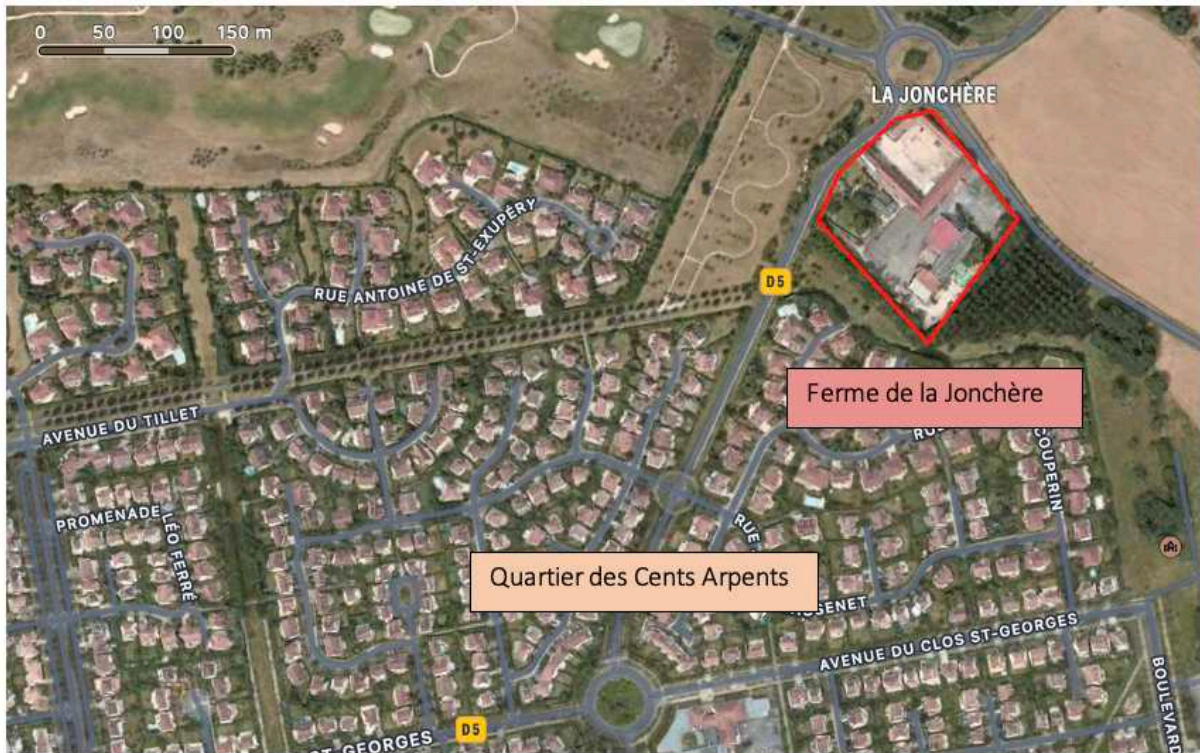 0 50 100 150 m
LA JONCHÈRE
RUE ANTOINE DE ST-EXUPÉRY
D5
Ferme de la Jonchère
AVENUE DU TILLET
COUPERIN
PROMENADE
LÉO FERRÉ
RUE
Quartier des Cents Arpents
AVENUE DU CLOS ST-GEORGES
BOULEVARD
D5
ST-GEORGES